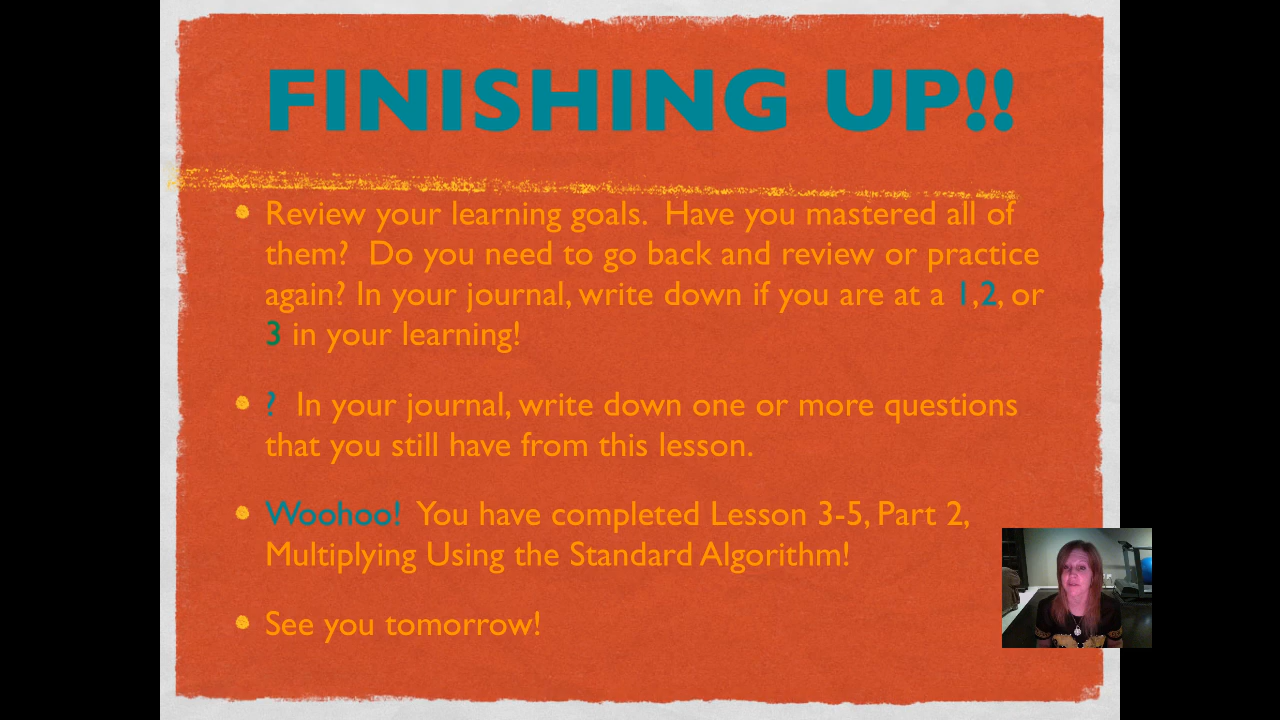 FINISHING UP!!
Review your learning goals.  Have you mastered all of
them?  Do you need to go back and review or practice
again? In your journal, write down if you are at a 1,2, or
3 in your learning!
?  In your journal, write down one or more questions
that you still have from this lesson.
Woohoo!  You have completed Lesson 3-5, Part 2,
Multiplying Using the Standard Algorithm!
See you tomorrow!